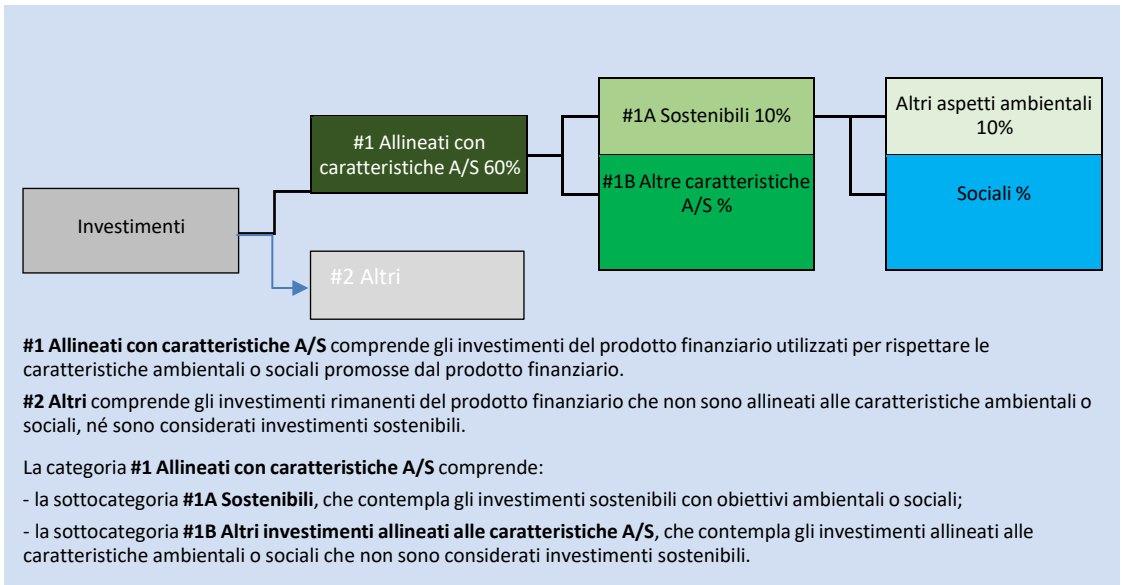 #1A Sostenibili 10%
Altri aspetti ambientali
10%
#1 Allineati con
caratteristiche A/S 60%
#1B Altre caratteristiche
A/S %
Sociali %
Investimenti
#2 Altri
#1 Allineati con caratteristiche A/S comprende gli investimenti del prodotto finanziario utilizzati per rispettare le
caratteristiche ambientali o sociali promosse dal prodotto finanziario.
#2 Altri comprende gli investimenti rimanenti del prodotto finanziario che non sono allineati alle caratteristiche ambientali o
sociali, né sono considerati investimenti sostenibili.
La categoria #1 Allineati con caratteristiche A/S comprende:
- la sottocategoria #1A Sostenibili, che contempla gli investimenti sostenibili con obiettivi ambientali o sociali;
- la sottocategoria #1B Altri investimenti allineati alle caratteristiche A/S, che contempla gli investimenti allineati alle
caratteristiche ambientali o sociali che non sono considerati investimenti sostenibili.